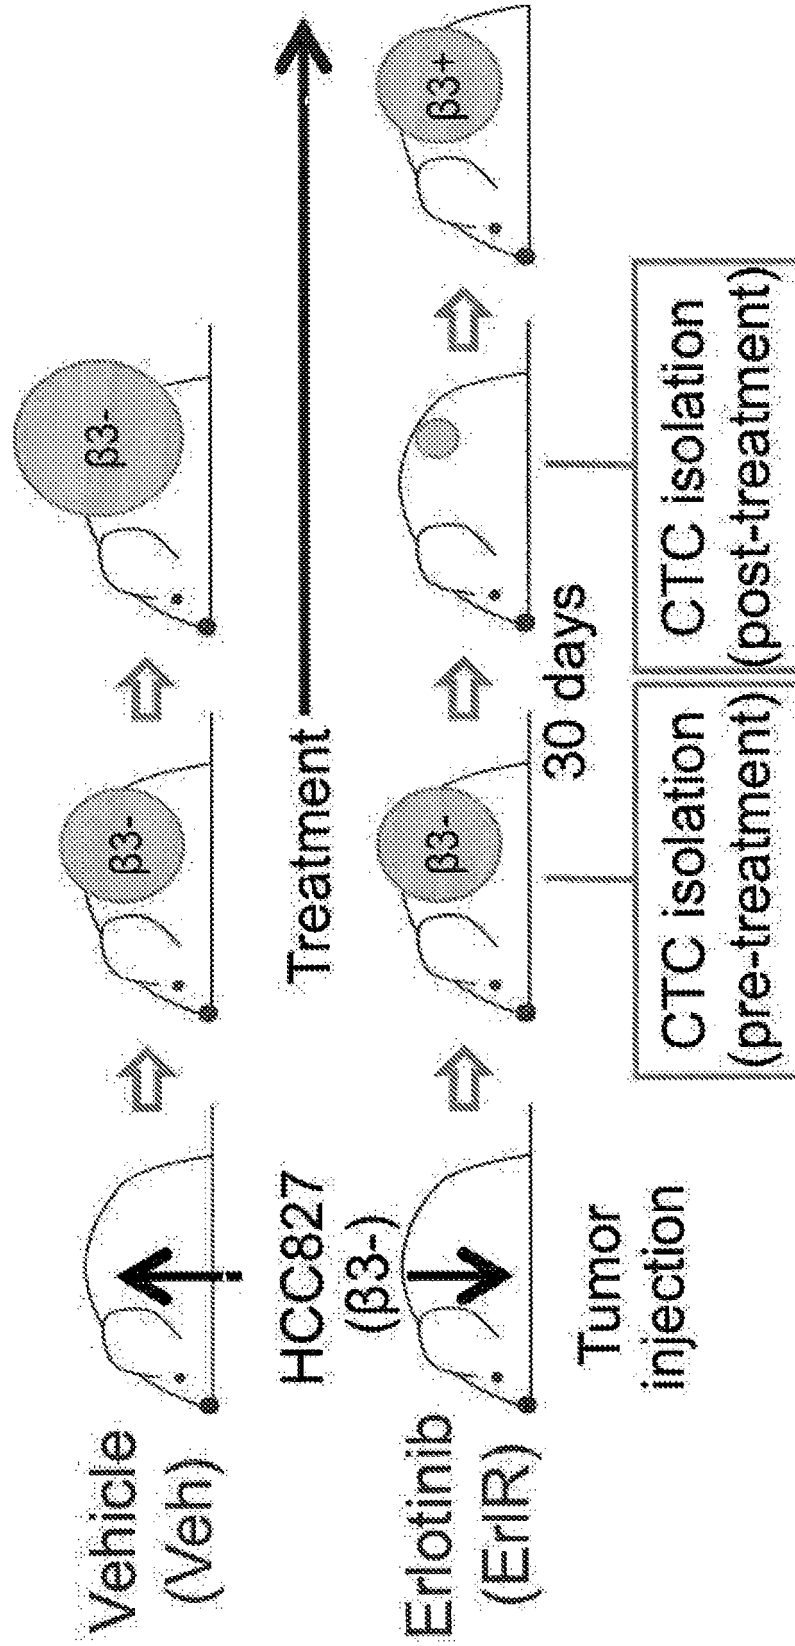 Vehicle
(Veh)
β3-
β3-
HCC827
(β3-)
Treatment
Erlotinib
(ErlR)
β3-
β3+
Tumor
injection
30 days
CTC isolation
(pre-treatment)
CTC isolation
(post-treatment)